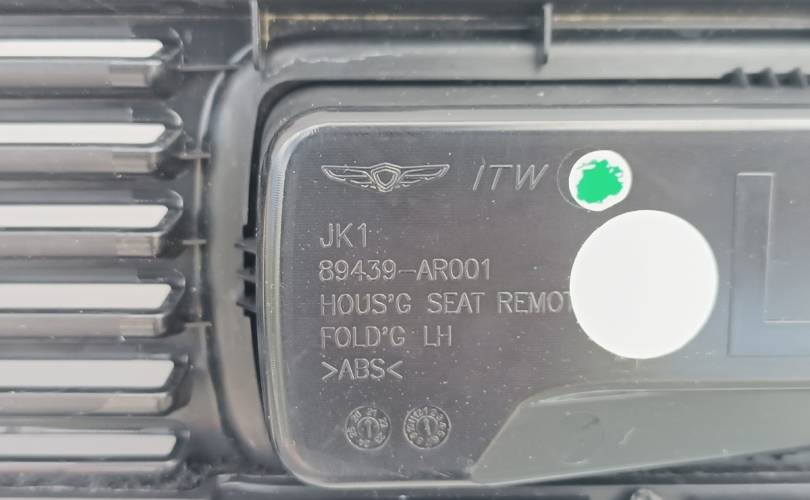 ITW
JK1
89439-AR001
HOUS'G SEAT REMOT
FOLD'G LH
>ABS<